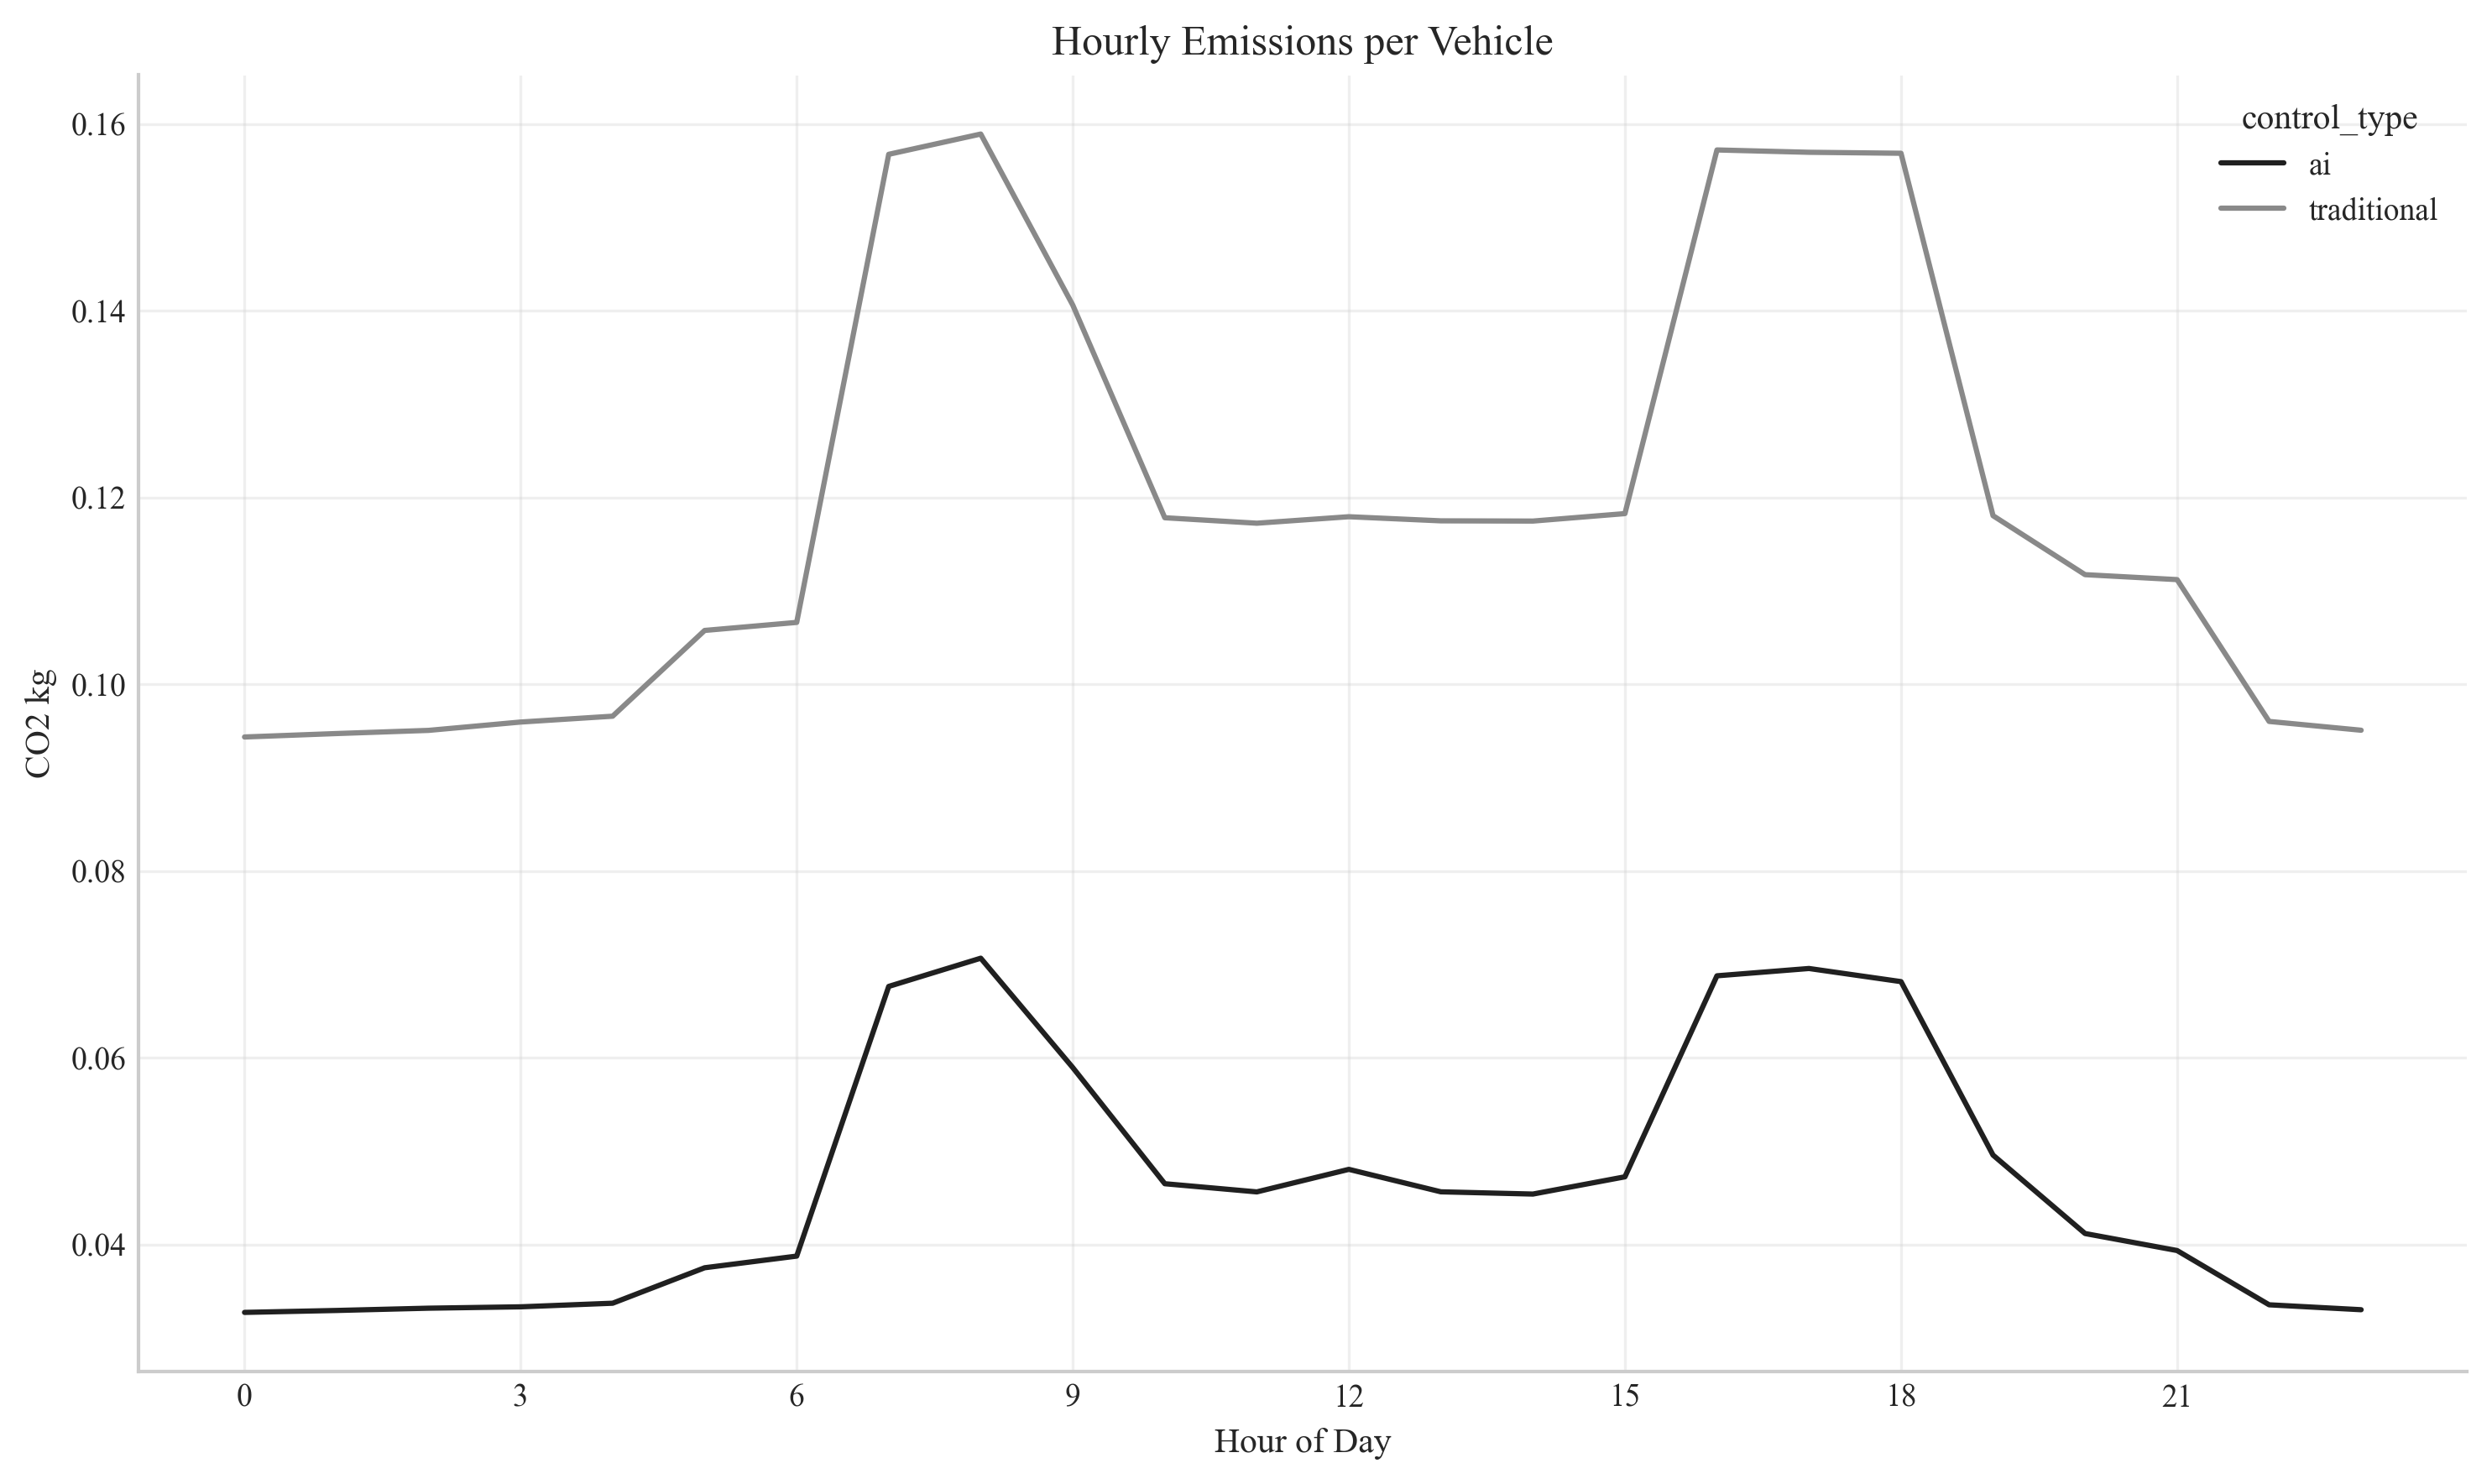 Hourly Emissions per Vehicle
control_type
ai
traditional
0.16
0.14
0.12
0.10
0.08
0.06
0.04
CO2 kg
0 3 6 9 12 15 18 21
Hour of Day